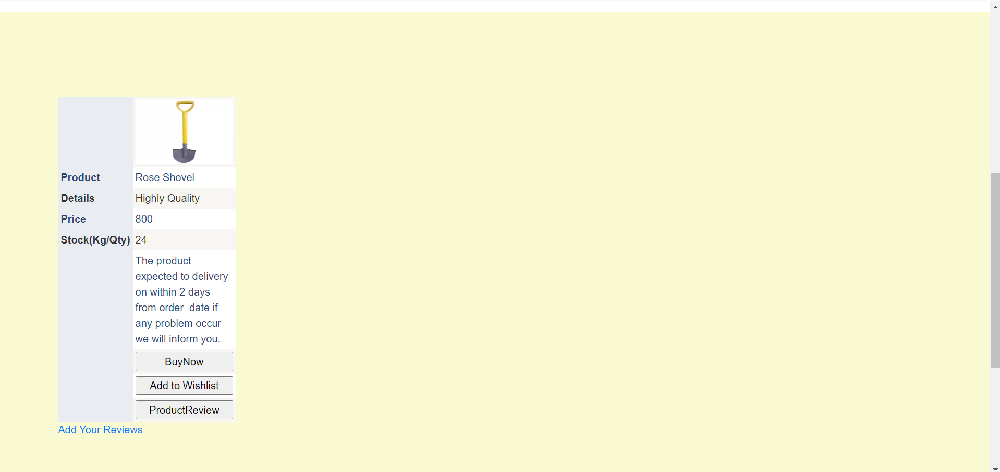 Product Rose Shovel
Details Highly Quality
Price 800
Stock(Kg/Qty) 24
The product
expected to delivery
on within 2 days
from order  date if
any problem occur
we will inform you.
BuyNow
Add to Wishlist
ProductReview
Add Your Reviews